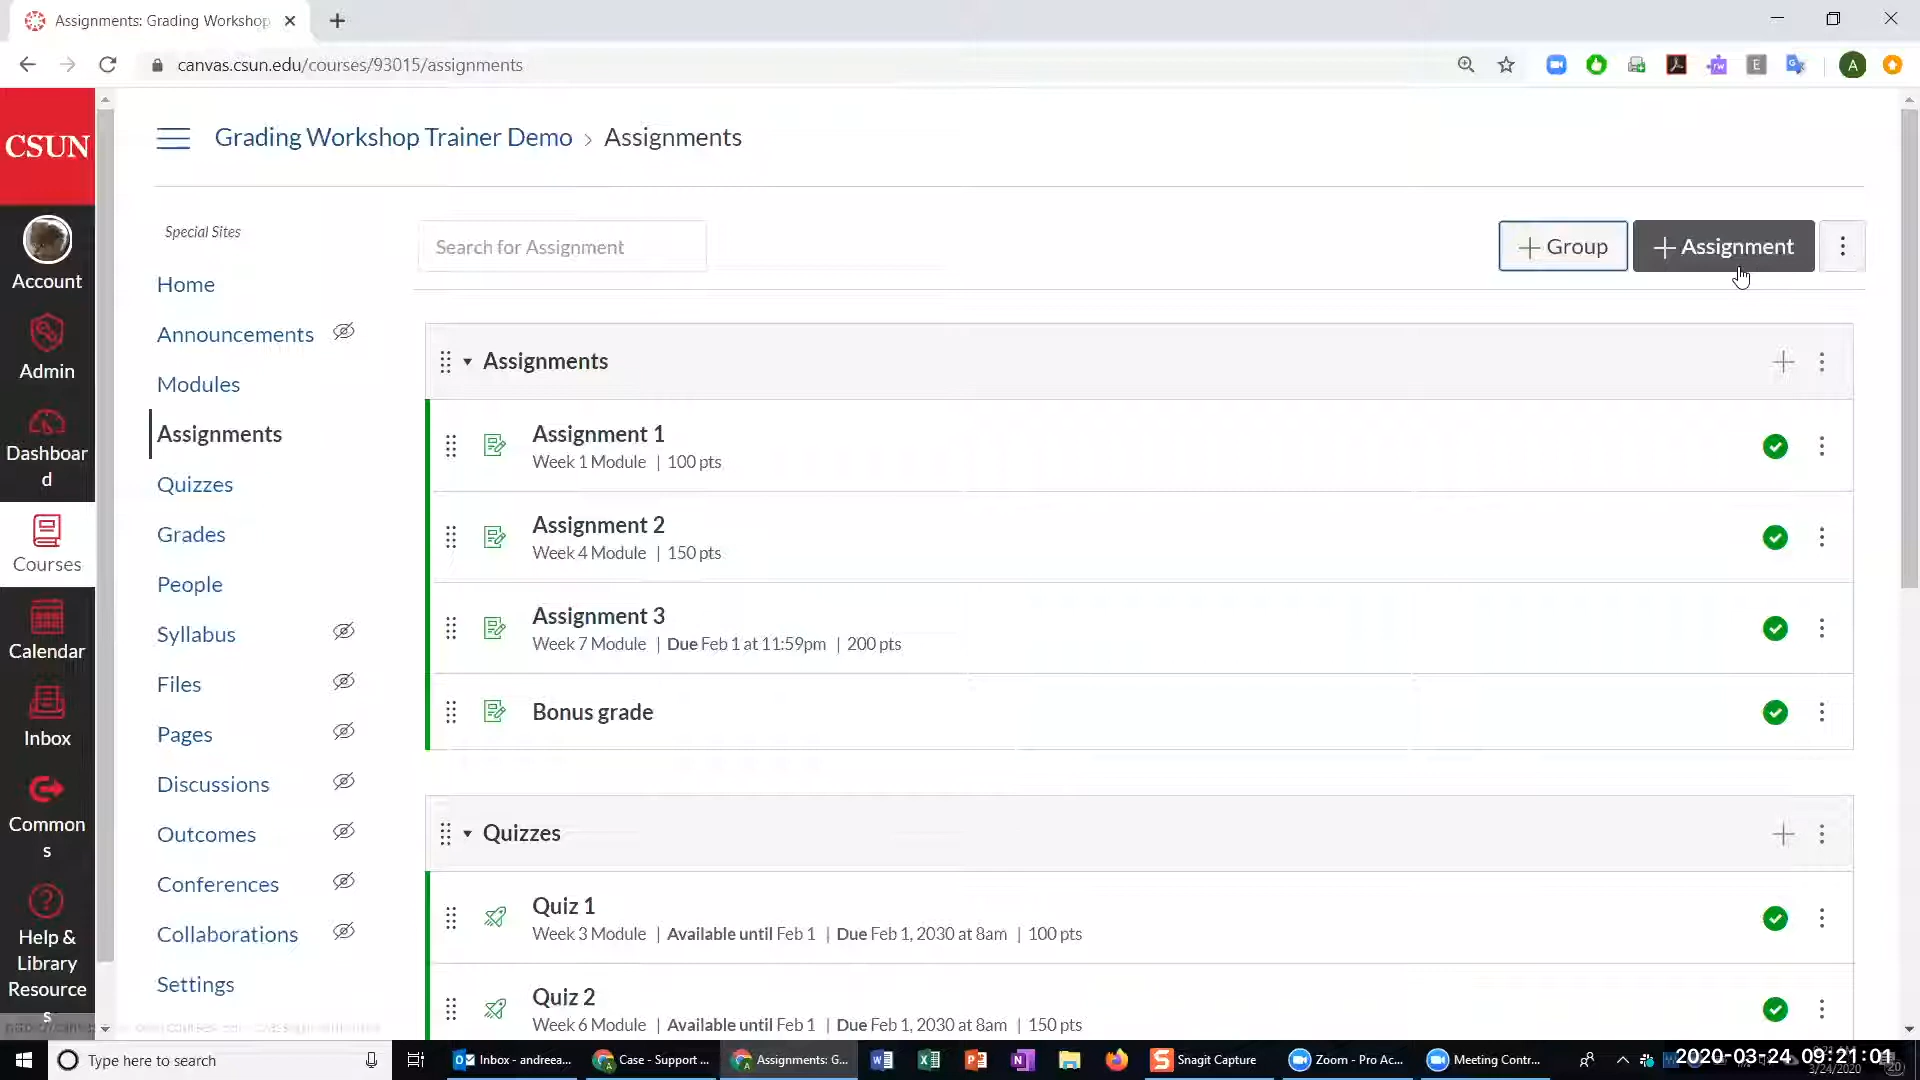 Assignments: Grading Workshop
canvas.csun.edu/courses/93015/assignments
CSUN
Account
Admin
Dashboar
d
Courses
Calendar
Inbox
Common
s
Help &
Library
Resource
s
Grading Workshop Trainer Demo › Assignments
Special Sites
Home
Announcements
Modules
Assignments
Quizzes
Grades
People
Syllabus
Files
Pages
Discussions
Outcomes
Conferences
Collaborations
Settings
Search for Assignment
+ Group
+ Assignment
Assignments
Assignment 1
Week 1 Module | 100 pts
Assignment 2
Week 4 Module | 150 pts
Assignment 3
Week 7 Module | Due Feb 1 at 11:59pm | 200 pts
Bonus grade
Quizzes
Quiz 1
Week 3 Module | Available until Feb 1 | Due Feb 1, 2030 at 8am | 100 pts
Quiz 2
Week 6 Module | Available until Feb 1 | Due Feb 1, 2030 at 8am | 150 pts
Type here to search
Inbox - andreea...
Case - Support ...
Assignments: G...
Snagit Capture
Zoom - Pro Ac...
Meeting Contr...
2020-03-24 09:21:01
3/24/2020